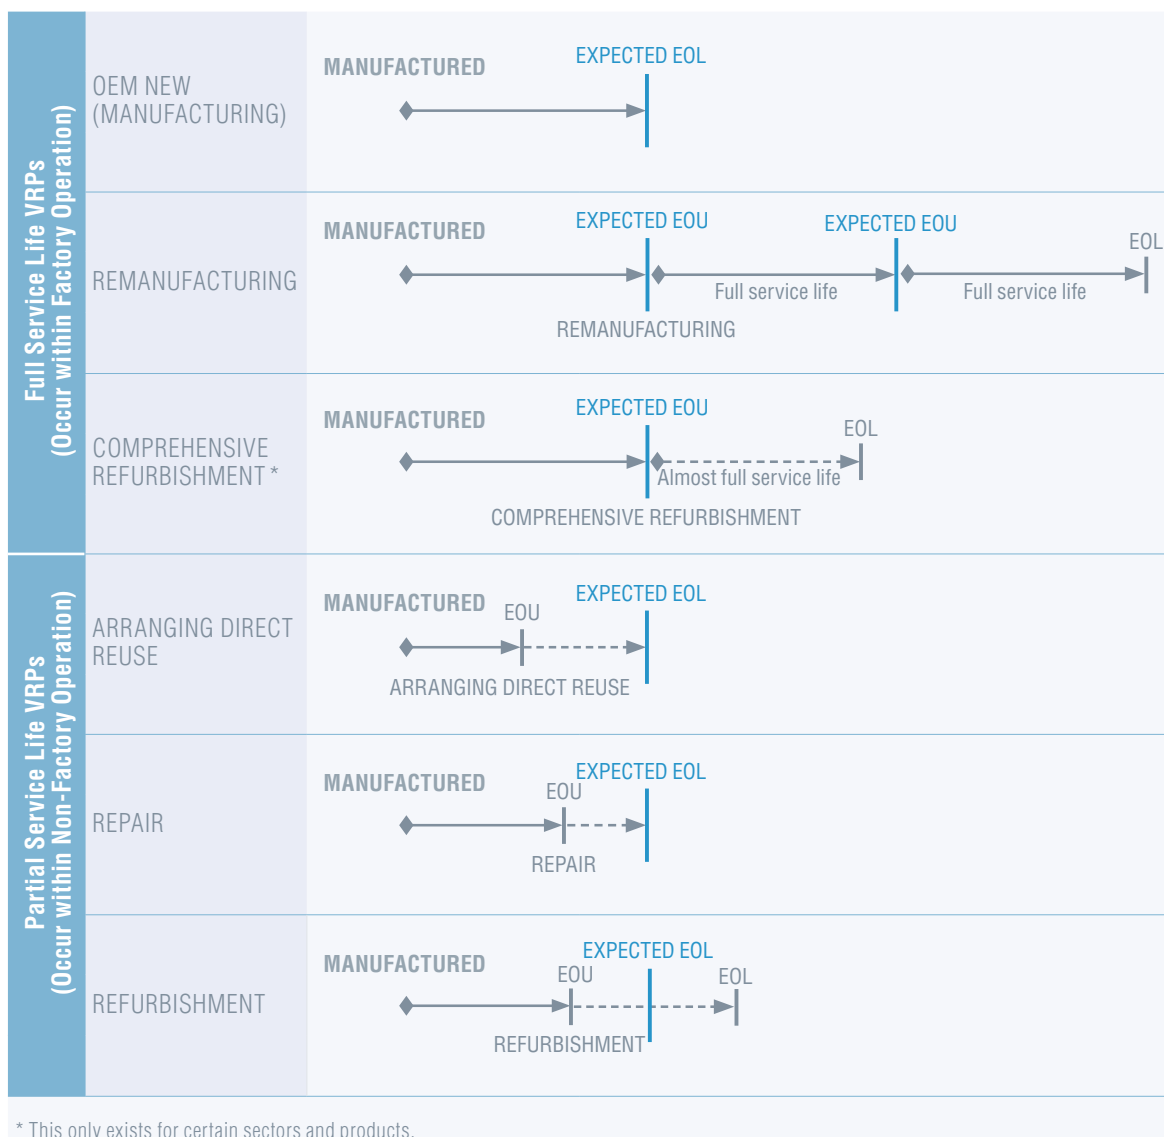 Full Service Life VRPs
(Occur within Factory Operation)
OEM NEW
(MANUFACTURING)
MANUFACTURED
EXPECTED EOL
REMANUFACTURING
MANUFACTURED
EXPECTED EOU
EXPECTED EOU
EOL
Full service life
Full service life
REMANUFACTURING
COMPREHENSIVE
REFURBISHMENT *
MANUFACTURED
EXPECTED EOU
EOL
Almost full service life
COMPREHENSIVE REFURBISHMENT
Partial Service Life VRPs
(Occur within Non-Factory Operation)
ARRANGING DIRECT
REUSE
MANUFACTURED
EOU
EXPECTED EOL
ARRANGING DIRECT REUSE
REPAIR
MANUFACTURED
EOU
EXPECTED EOL
REPAIR
REFURBISHMENT
MANUFACTURED
EOU
EXPECTED EOL
EOL
REFURBISHMENT
* This only exists for certain sectors and products.